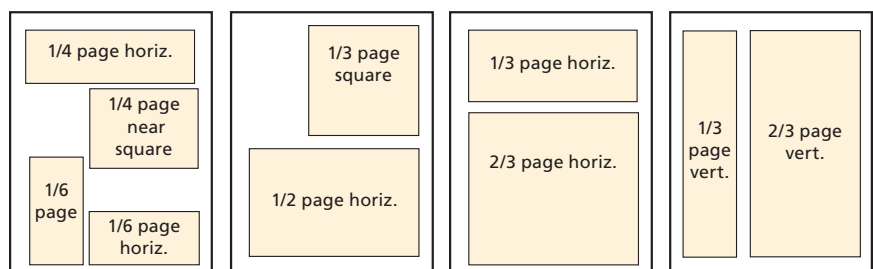 1/4 page horiz.
1/4 page
near
square
1/6
page
1/6 page
horiz.
1/3 page
square
1/2 page horiz.
1/3 page horiz.
2/3 page horiz.
1/3
page
vert.
2/3 page
vert.